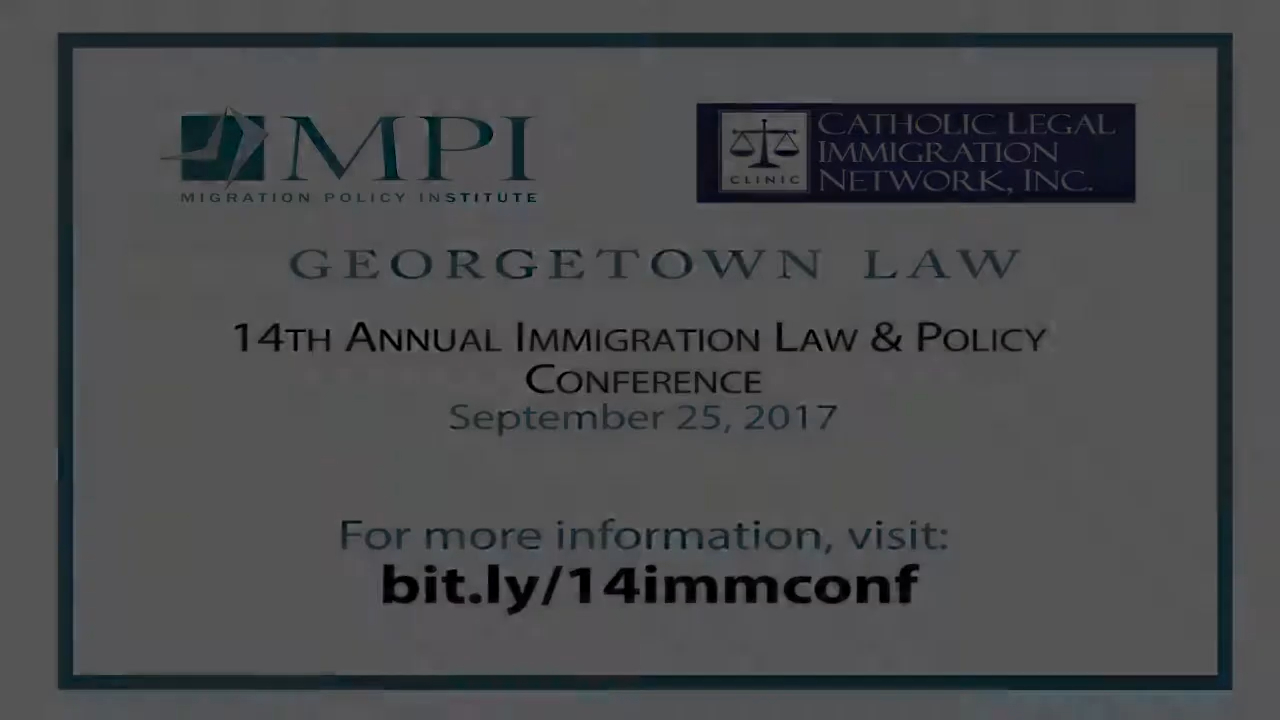 MPI
MIGRATION POLICY INSTITUTE
CLINIC
CATHOLIC LEGAL
IMMIGRATION
NETWORK, INC.
GEORGETOWN LAW
14TH ANNUAL IMMIGRATION LAW & POLICY
CONFERENCE
September 25, 2017
For more information, visit:
bit.ly/14immconf